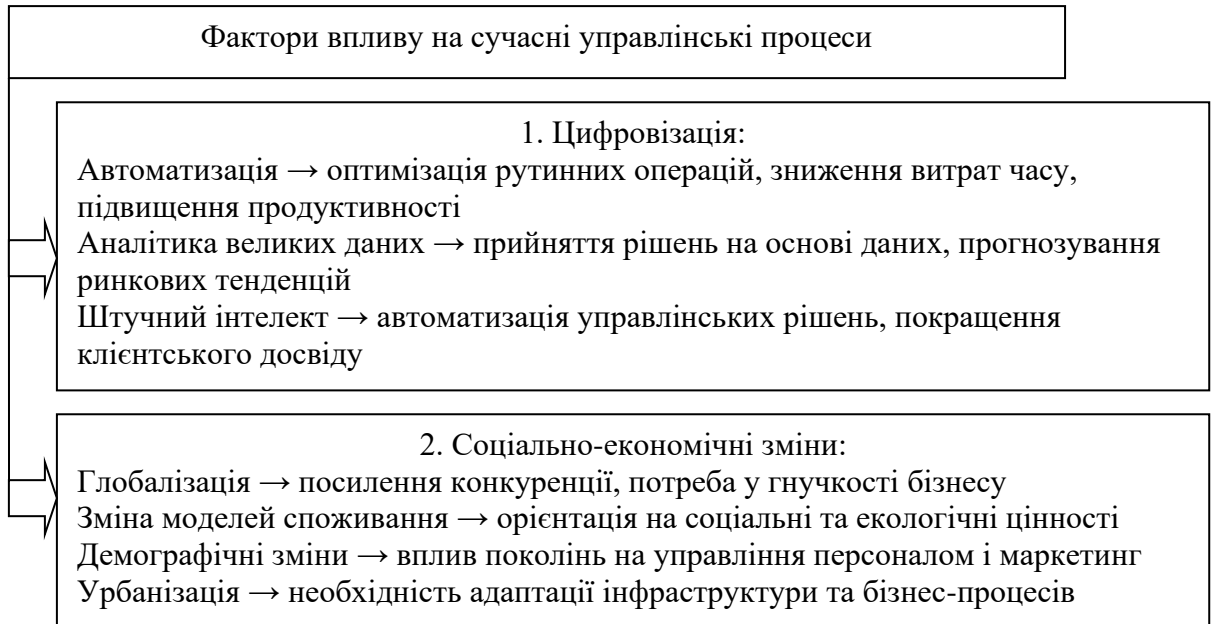 Фактори впливу на сучасні управлінські процеси
1. Цифровізація:
Автоматизація → оптимізація рутинних операцій, зниження витрат часу,
підвищення продуктивності
Аналітика великих даних → прийняття рішень на основі даних, прогнозування
ринкових тенденцій
Штучний інтелект → автоматизація управлінських рішень, покращення
клієнтського досвіду
2. Соціально-економічні зміни:
Глобалізація → посилення конкуренції, потреба у гнучкості бізнесу
Зміна моделей споживання → орієнтація на соціальні та екологічні цінності
Демографічні зміни → вплив поколінь на управління персоналом і маркетинг
Урбанізація → необхідність адаптації інфраструктури та бізнес-процесів